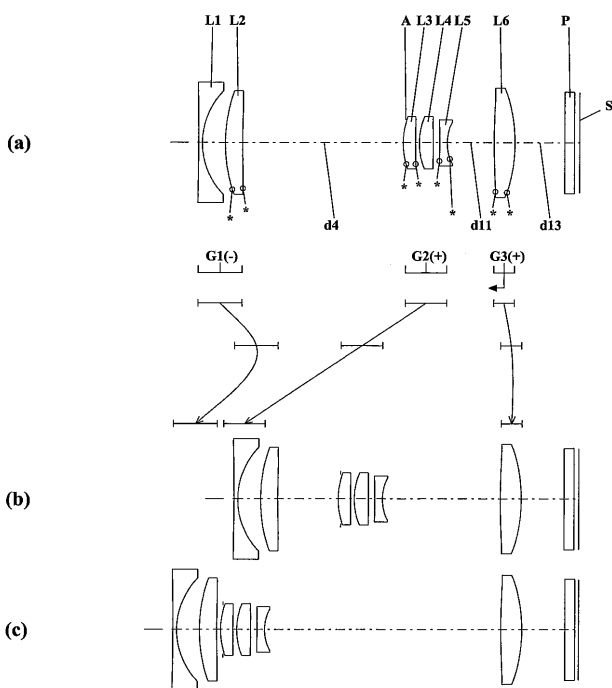 L1 L2 A L3 L4 L5 L6 P
S
(a)
* * * * * * * *
d4 d11 d13
G1(-) G2(+) G3(+)
(b)
(c)